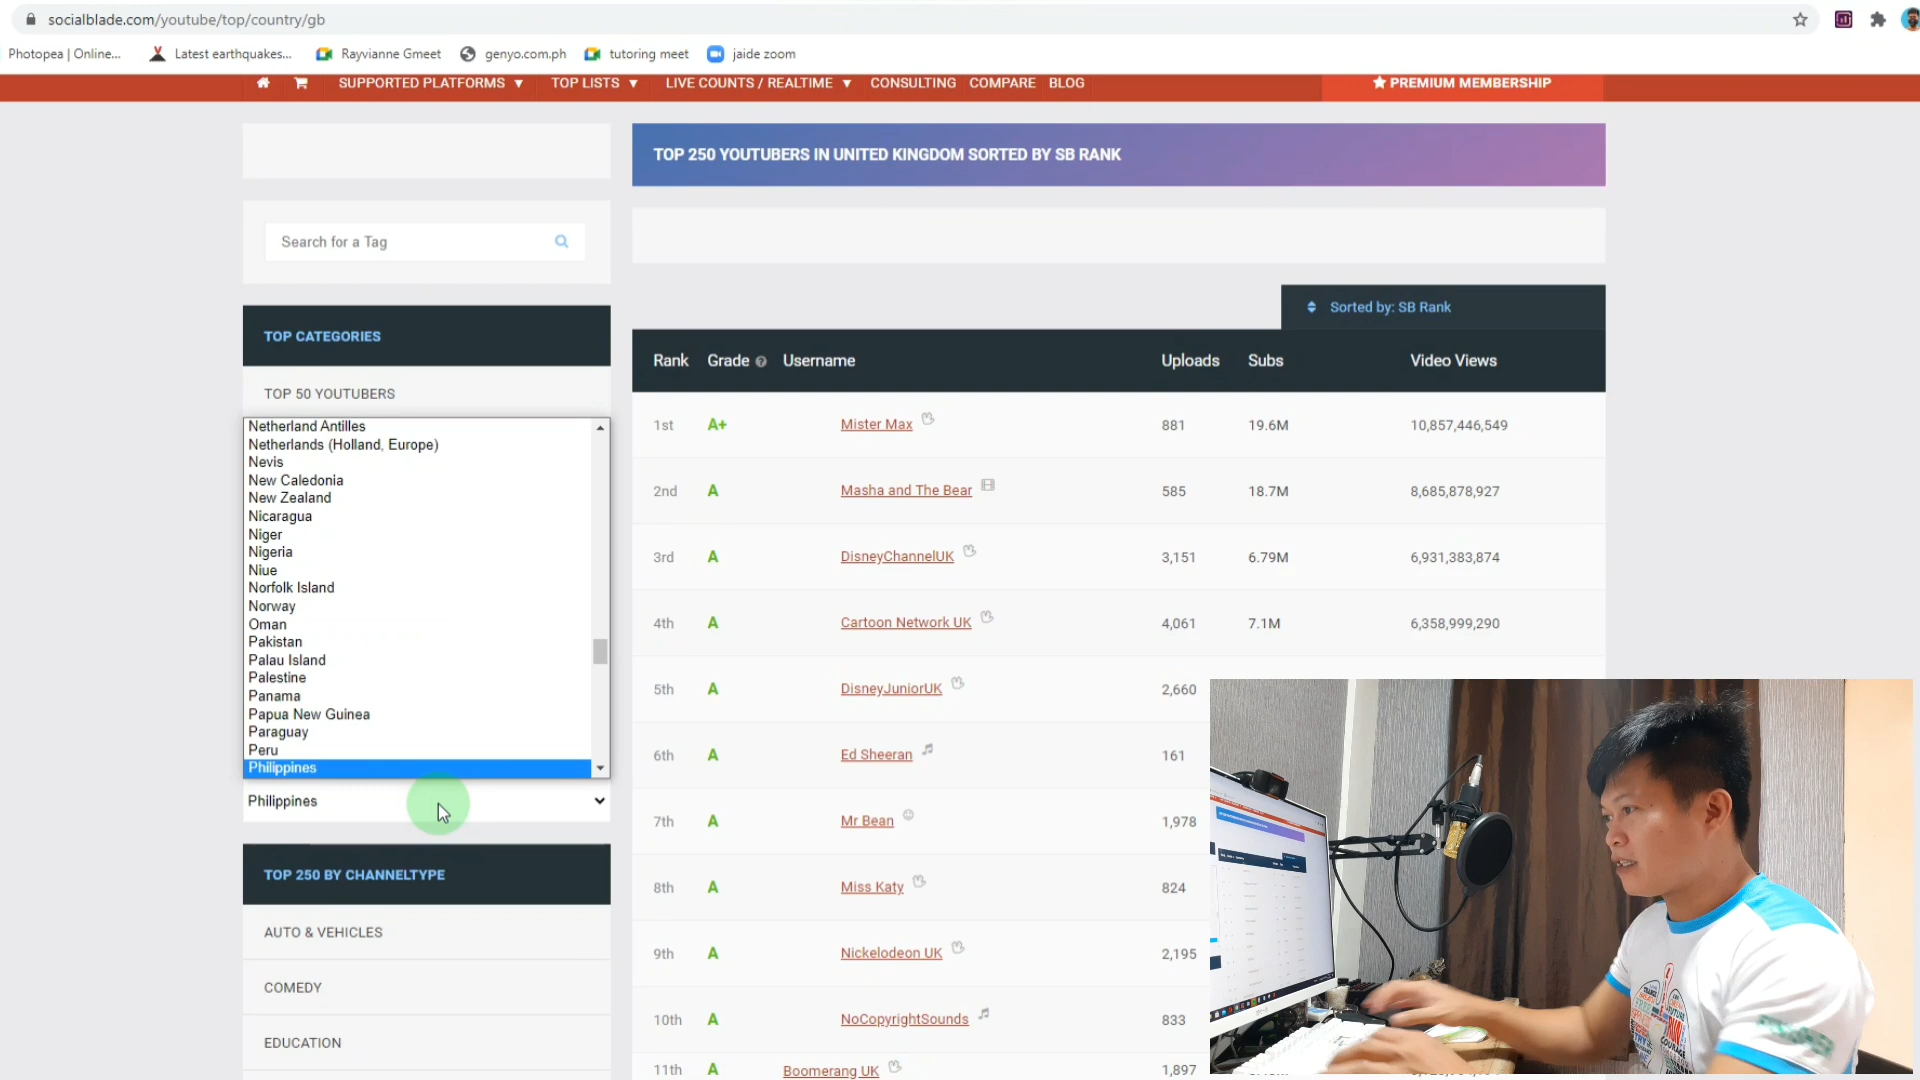 socialblade.com/youtube/top/country/gb
Photopea | Online...
Latest earthquakes...
Rayvianne Gmeet
genyo.com.ph
tutoring meet
jaide zoom
SUPPORTED PLATFORMS
TOP LISTS
LIVE COUNTS / REALTIME
CONSULTING
COMPARE
BLOG
PREMIUM MEMBERSHIP
TOP 250 YOUTUBERS IN UNITED KINGDOM SORTED BY SB RANK
Search for a Tag
Sorted by: SB Rank
TOP CATEGORIES
TOP 50 YOUTUBERS
Netherland Antilles
Netherlands (Holland, Europe)
Nevis
New Caledonia
New Zealand
Nicaragua
Niger
Nigeria
Niue
Norfolk Island
Norway
Oman
Pakistan
Palau Island
Palestine
Panama
Papua New Guinea
Paraguay
Peru
Philippines
Philippines
TOP 250 BY CHANNELTYPE
AUTO & VEHICLES
COMEDY
EDUCATION
Rank Grade Username Uploads Subs Video Views
1st A+ Mister Max 881 19.6M 10,857,446,549
2nd A Masha and The Bear 585 18.7M 8,685,878,927
3rd A DisneyChannelUK 3,151 6.79M 6,931,383,874
4th A Cartoon Network UK 4,061 7.1M 6,358,999,290
5th A DisneyJuniorUK 2,660
6th A Ed Sheeran 161
7th A Mr Bean 1,978
8th A Miss Katy 824
9th A Nickelodeon UK 2,195
10th A NoCopyrightSounds 833
11th A Boomerang UK 1,897